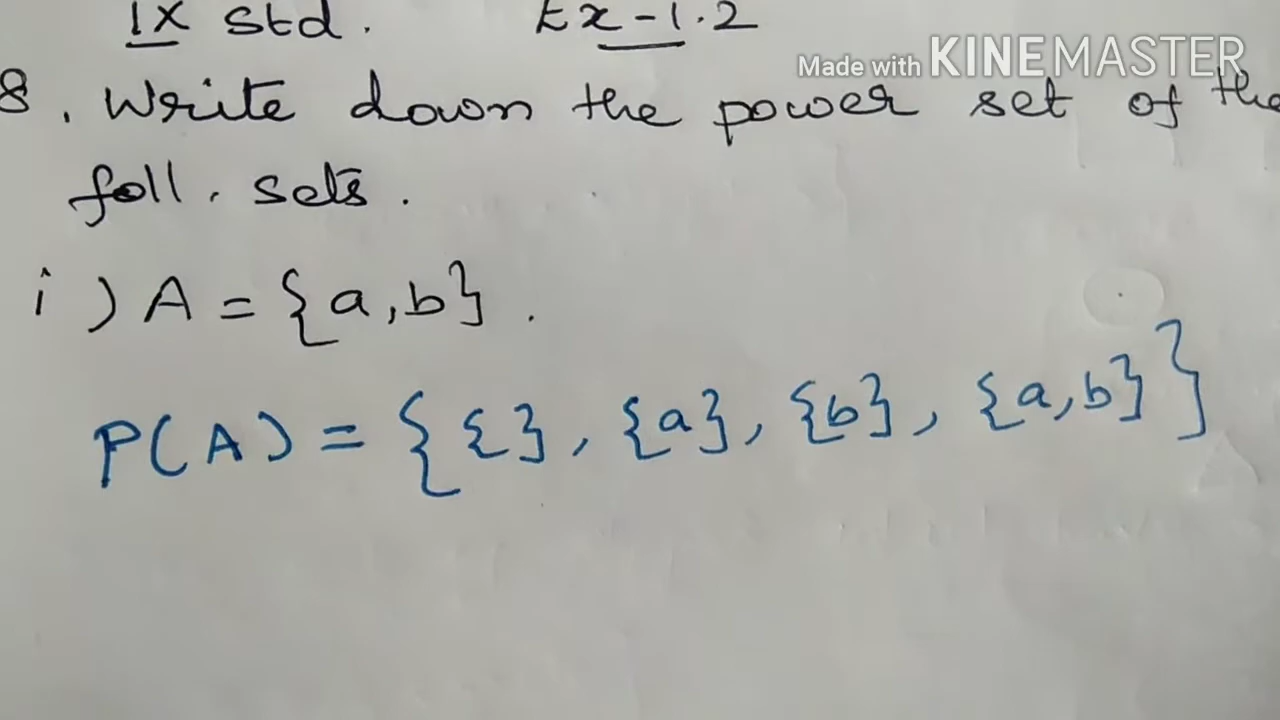 IX Std. Ex-1.2
Made with KINEMASTER
8. Write down the power set of the
foll. sets.
i) A = {a,b}.
P(A) = {{}, {a}, {b}, {a,b}}